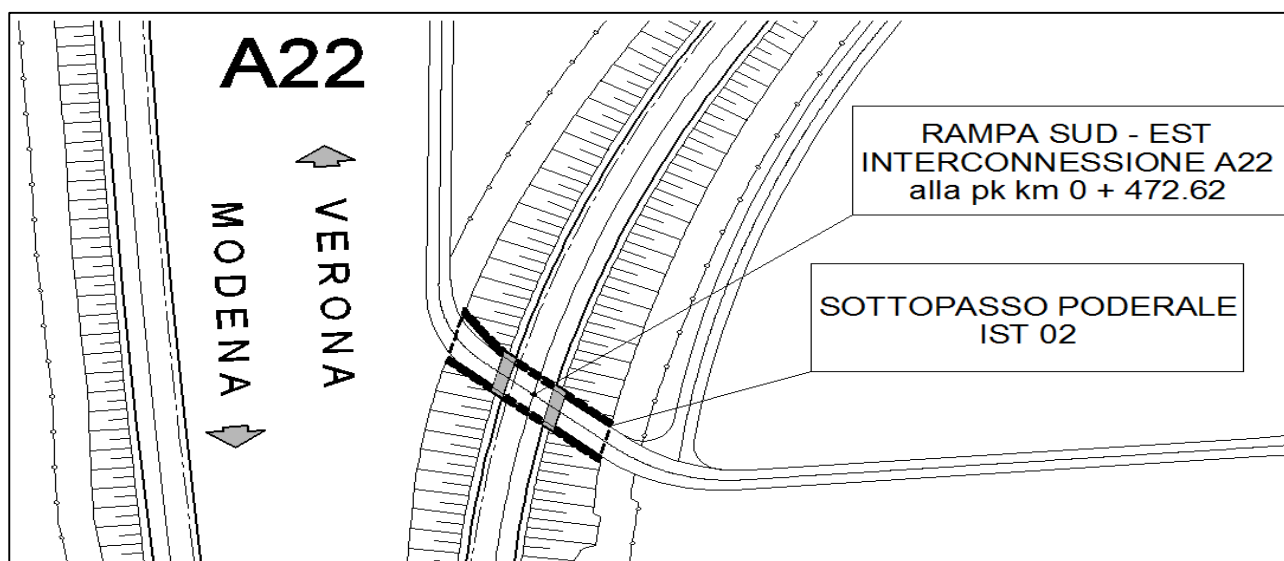 A22
VERONA
MODENA
RAMPA SUD - EST
INTERCONNESSIONE A22
alla pk km 0 + 472.62
SOTTOPASSO PODERALE
IST 02